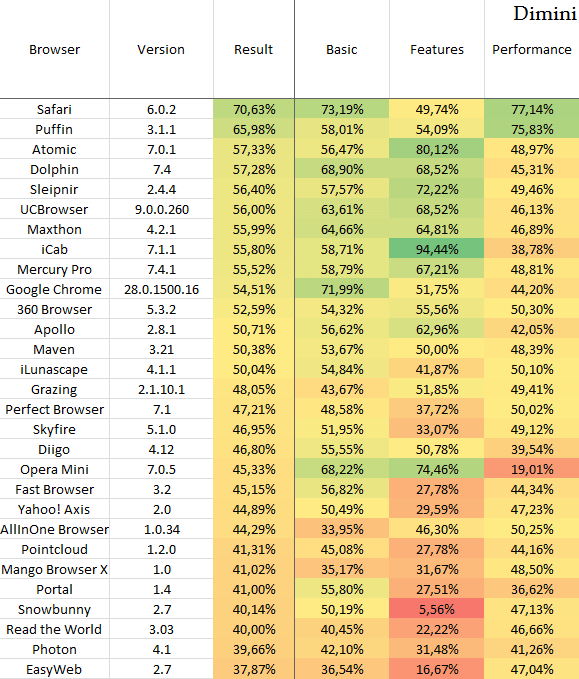 Dimini
Browser Version Result Basic Features Performance
Safari 6.0.2 70,63% 73,19% 49,74% 77,14%
Puffin 3.1.1 65,98% 58,01% 54,09% 75,83%
Atomic 7.0.1 57,33% 56,47% 80,12% 48,97%
Dolphin 7.4 57,28% 68,90% 68,52% 45,31%
Sleipnir 2.4.4 56,40% 57,57% 72,22% 49,46%
UCBrowser 9.0.0.260 56,00% 63,61% 68,52% 46,13%
Maxthon 4.2.1 55,99% 64,66% 64,81% 46,89%
iCab 7.1.1 55,80% 58,71% 94,44% 38,78%
Mercury Pro 7.4.1 55,52% 58,79% 67,21% 48,81%
Google Chrome 28.0.1500.16 54,51% 71,99% 51,75% 44,20%
360 Browser 5.3.2 52,59% 54,32% 55,56% 50,30%
Apollo 2.8.1 50,71% 56,62% 62,96% 42,05%
Maven 3.21 50,38% 53,67% 50,00% 48,39%
iLunascape 4.1.1 50,04% 54,84% 41,87% 50,10%
Grazing 2.1.10.1 48,05% 43,67% 51,85% 49,41%
Perfect Browser 7.1 47,21% 48,58% 37,72% 50,02%
Skyfire 5.1.0 46,95% 51,95% 33,07% 49,12%
Diigo 4.12 46,80% 55,55% 50,78% 39,54%
Opera Mini 7.0.5 45,33% 68,22% 74,46% 19,01%
Fast Browser 3.2 45,15% 56,82% 27,78% 44,34%
Yahoo! Axis 2.0 44,89% 50,49% 29,59% 47,23%
AllInOne Browser 1.0.34 44,29% 33,95% 46,30% 50,25%
Pointcloud 1.2.0 41,31% 45,08% 27,78% 44,16%
Mango Browser X 1.0 41,02% 35,17% 31,67% 48,50%
Portal 1.4 41,00% 55,80% 27,51% 36,62%
Snowbunny 2.7 40,14% 50,19% 5,56% 47,13%
Read the World 3.03 40,00% 40,45% 22,22% 46,66%
Photon 4.1 39,66% 42,10% 31,48% 41,26%
EasyWeb 2.7 37,87% 36,54% 16,67% 47,04%